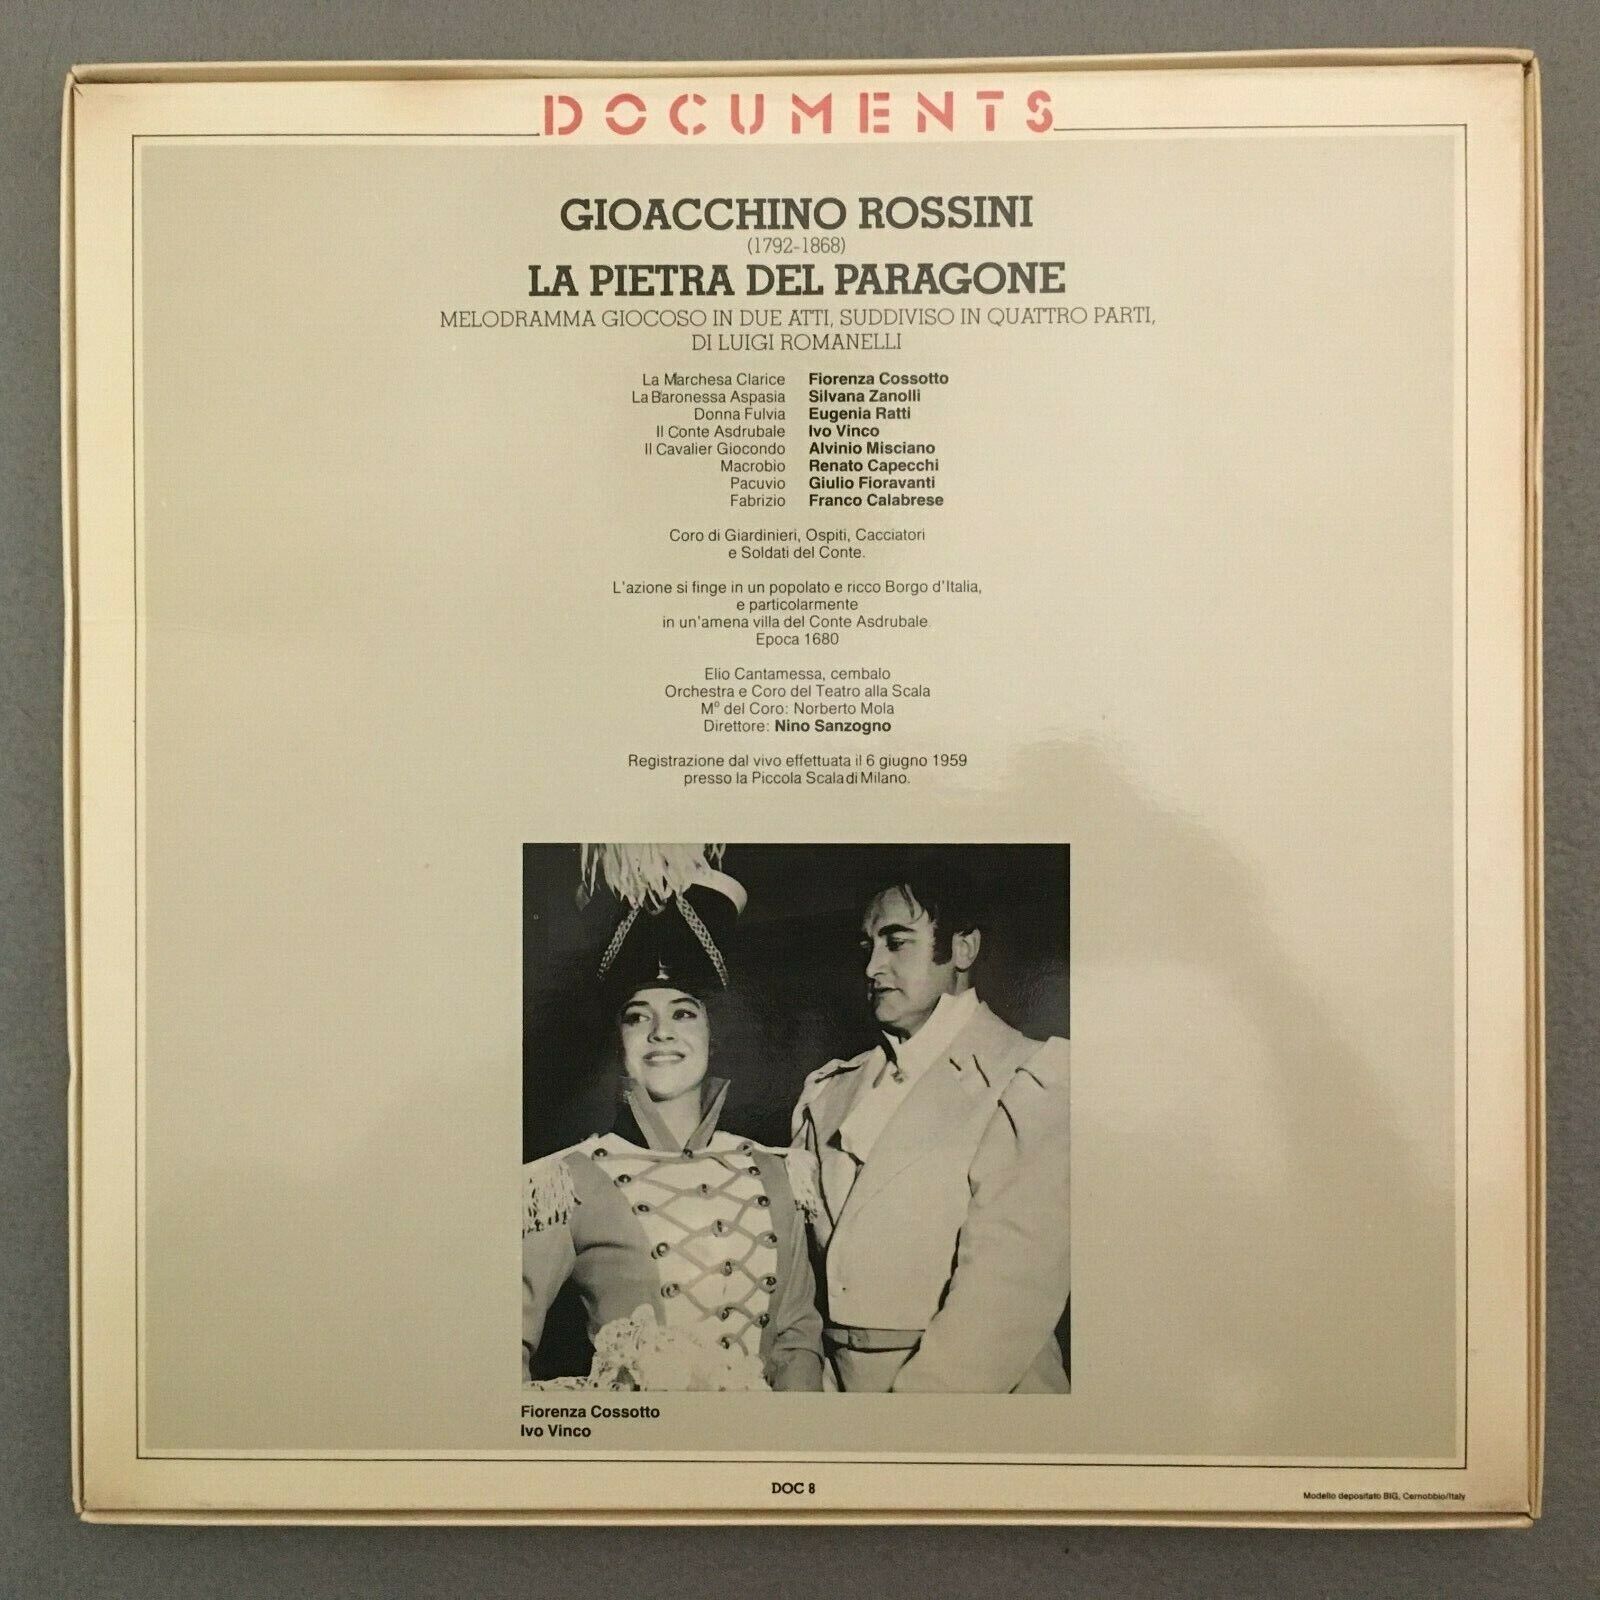 DOCUMENTS
GIOACCHINO ROSSINI
(1792-1868)
LA PIETRA DEL PARAGONE
MELODRAMMA GIOCOSO IN DUE ATTI, SUDDIVISO IN QUATTRO PARTI,
DI LUIGI ROMANELLI
La Marchesa Clarice Fiorenza Cossotto
La Baronessa Aspasia Silvana Zanolli
Donna Fulvia Eugenia Ratti
Il Conte Asdrubale Ivo Vinco
Il Cavalier Giocondo Alvinio Misciano
Macrobio Renato Capecchi
Pacuvio Giulio Fioravanti
Fabrizio Franco Calabrese
Coro di Giardinieri, Ospiti, Cacciatori
e Soldati del Conte.
L'azione si finge in un popolato e ricco Borgo d'Italia,
e particolarmente
in un'amena villa del Conte Asdrubale.
Epoca 1680
Elio Cantamessa, cembalo
Orchestra e Coro del Teatro alla Scala
Mº del Coro: Norberto Mola
Direttore: Nino Sanzogno
Registrazione dal vivo effettuata il 6 giugno 1959
presso la Piccola Scala di Milano.
Fiorenza Cossotto
Ivo Vinco
DOC 8
Modello depositato BIG, Cernobbio/Italy